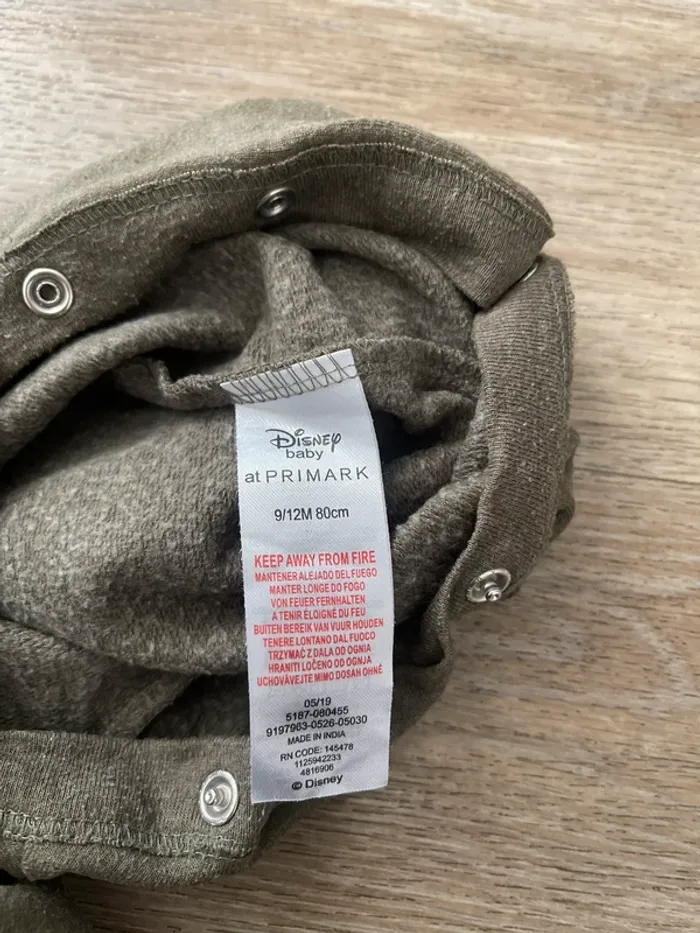 Disney
baby
at PRIMARK
9/12M 80cm
KEEP AWAY FROM FIRE
MANTENER ALEJADO DEL FUEGO
MANTER LONGE DO FOGO
VON FEUER FERNHALTEN
A TENIR ÉLOIGNÉ DU FEU
BUITEN BEREIK VAN VUUR HOUDEN
TENERE LONTANO DAL FUOCO
TRZYMAĆ Z DALA OD OGNIA
HRANITI LOČENO OD OGNJA
UCHOVÁVEJTE MIMO DOSAH OHNĚ
05/19
5187-080455
9197963-0526-05030
MADE IN INDIA
RN CODE: 145478
1125942233
4816906
© Disney